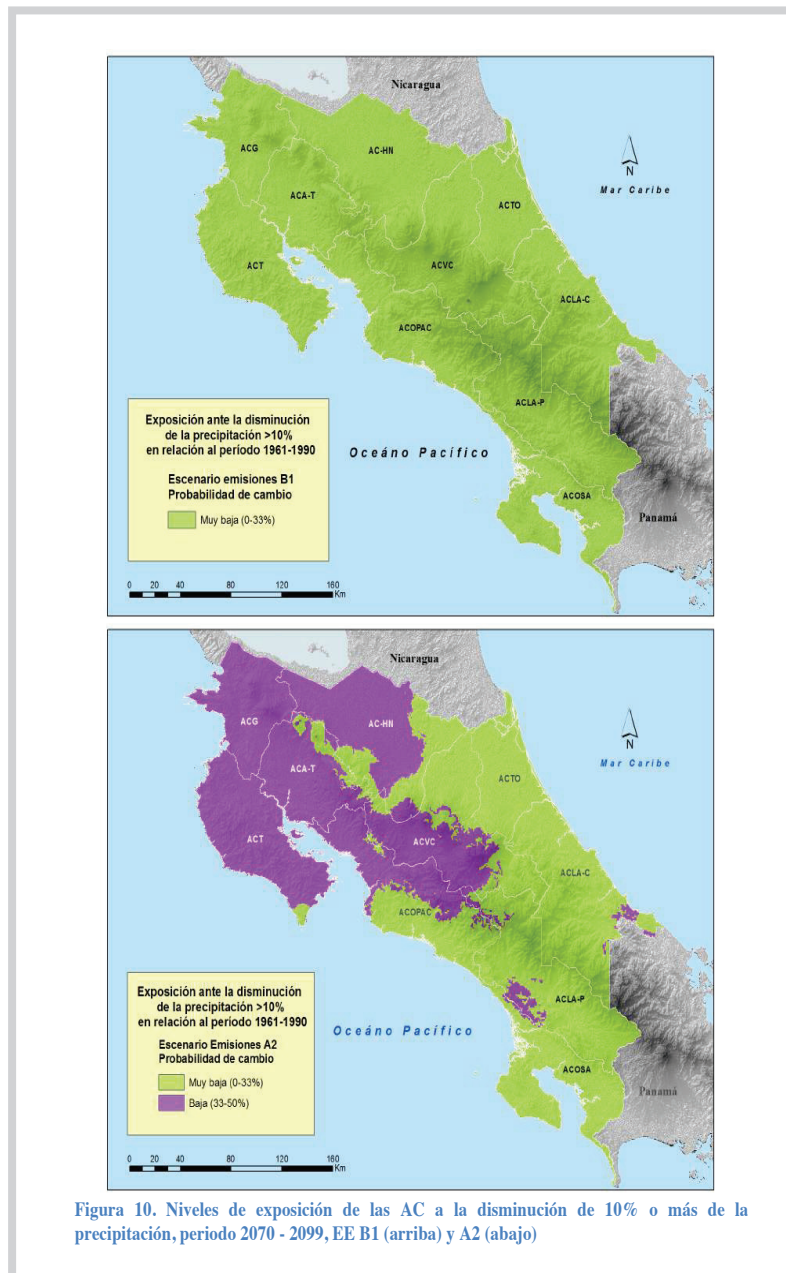 Nicaragua
ACG
AC-HN
N
Mar Caribe
ACA-T
ACTO
ACT
ACVC
ACLA-C
ACOPAC
ACLA-P
Exposición ante la disminución
de la precipitación >10%
en relación al período 1961-1990
Océano Pacífico
Escenario emisiones B1
Probabilidad de cambio
ACOSA
Muy baja (0-33%)
Panamá
0 20 40 80 120 160
Km
Nicaragua
ACG
AC-HN
N
Mar Caribe
ACA-T
ACTO
ACT
ACVC
ACLA-C
ACOPAC
Exposición ante la disminución
de la precipitación >10%
en relación al período 1961-1990
ACLA-P
Océano Pacífico
Escenario Emisiones A2
Probabilidad de cambio
ACOSA
Muy baja (0-33%)
Baja (33-50%)
Panamá
0 20 40 80 120 160
Km
Figura 10. Niveles de exposición de las AC a la disminución de 10% o más de la
precipitación, periodo 2070 - 2099, EE B1 (arriba) y A2 (abajo)